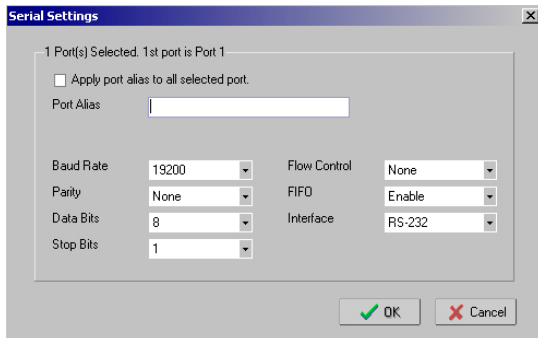 Serial Settings
1 Port(s) Selected. 1st port is Port 1
Apply port alias to all selected port.
Port Alias
Baud Rate 19200 Flow Control None
Parity None FIFO Enable
Data Bits 8 Interface RS-232
Stop Bits 1
OK Cancel